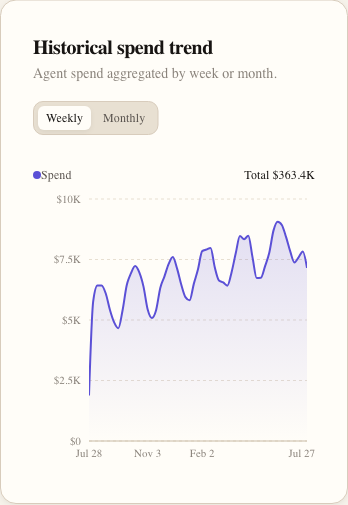 Historical spend trend
Agent spend aggregated by week or month.
Weekly Monthly
Spend Total $363.4K
$10K
$7.5K
$5K
$2.5K
$0
Jul 28 Nov 3 Feb 2 Jul 27